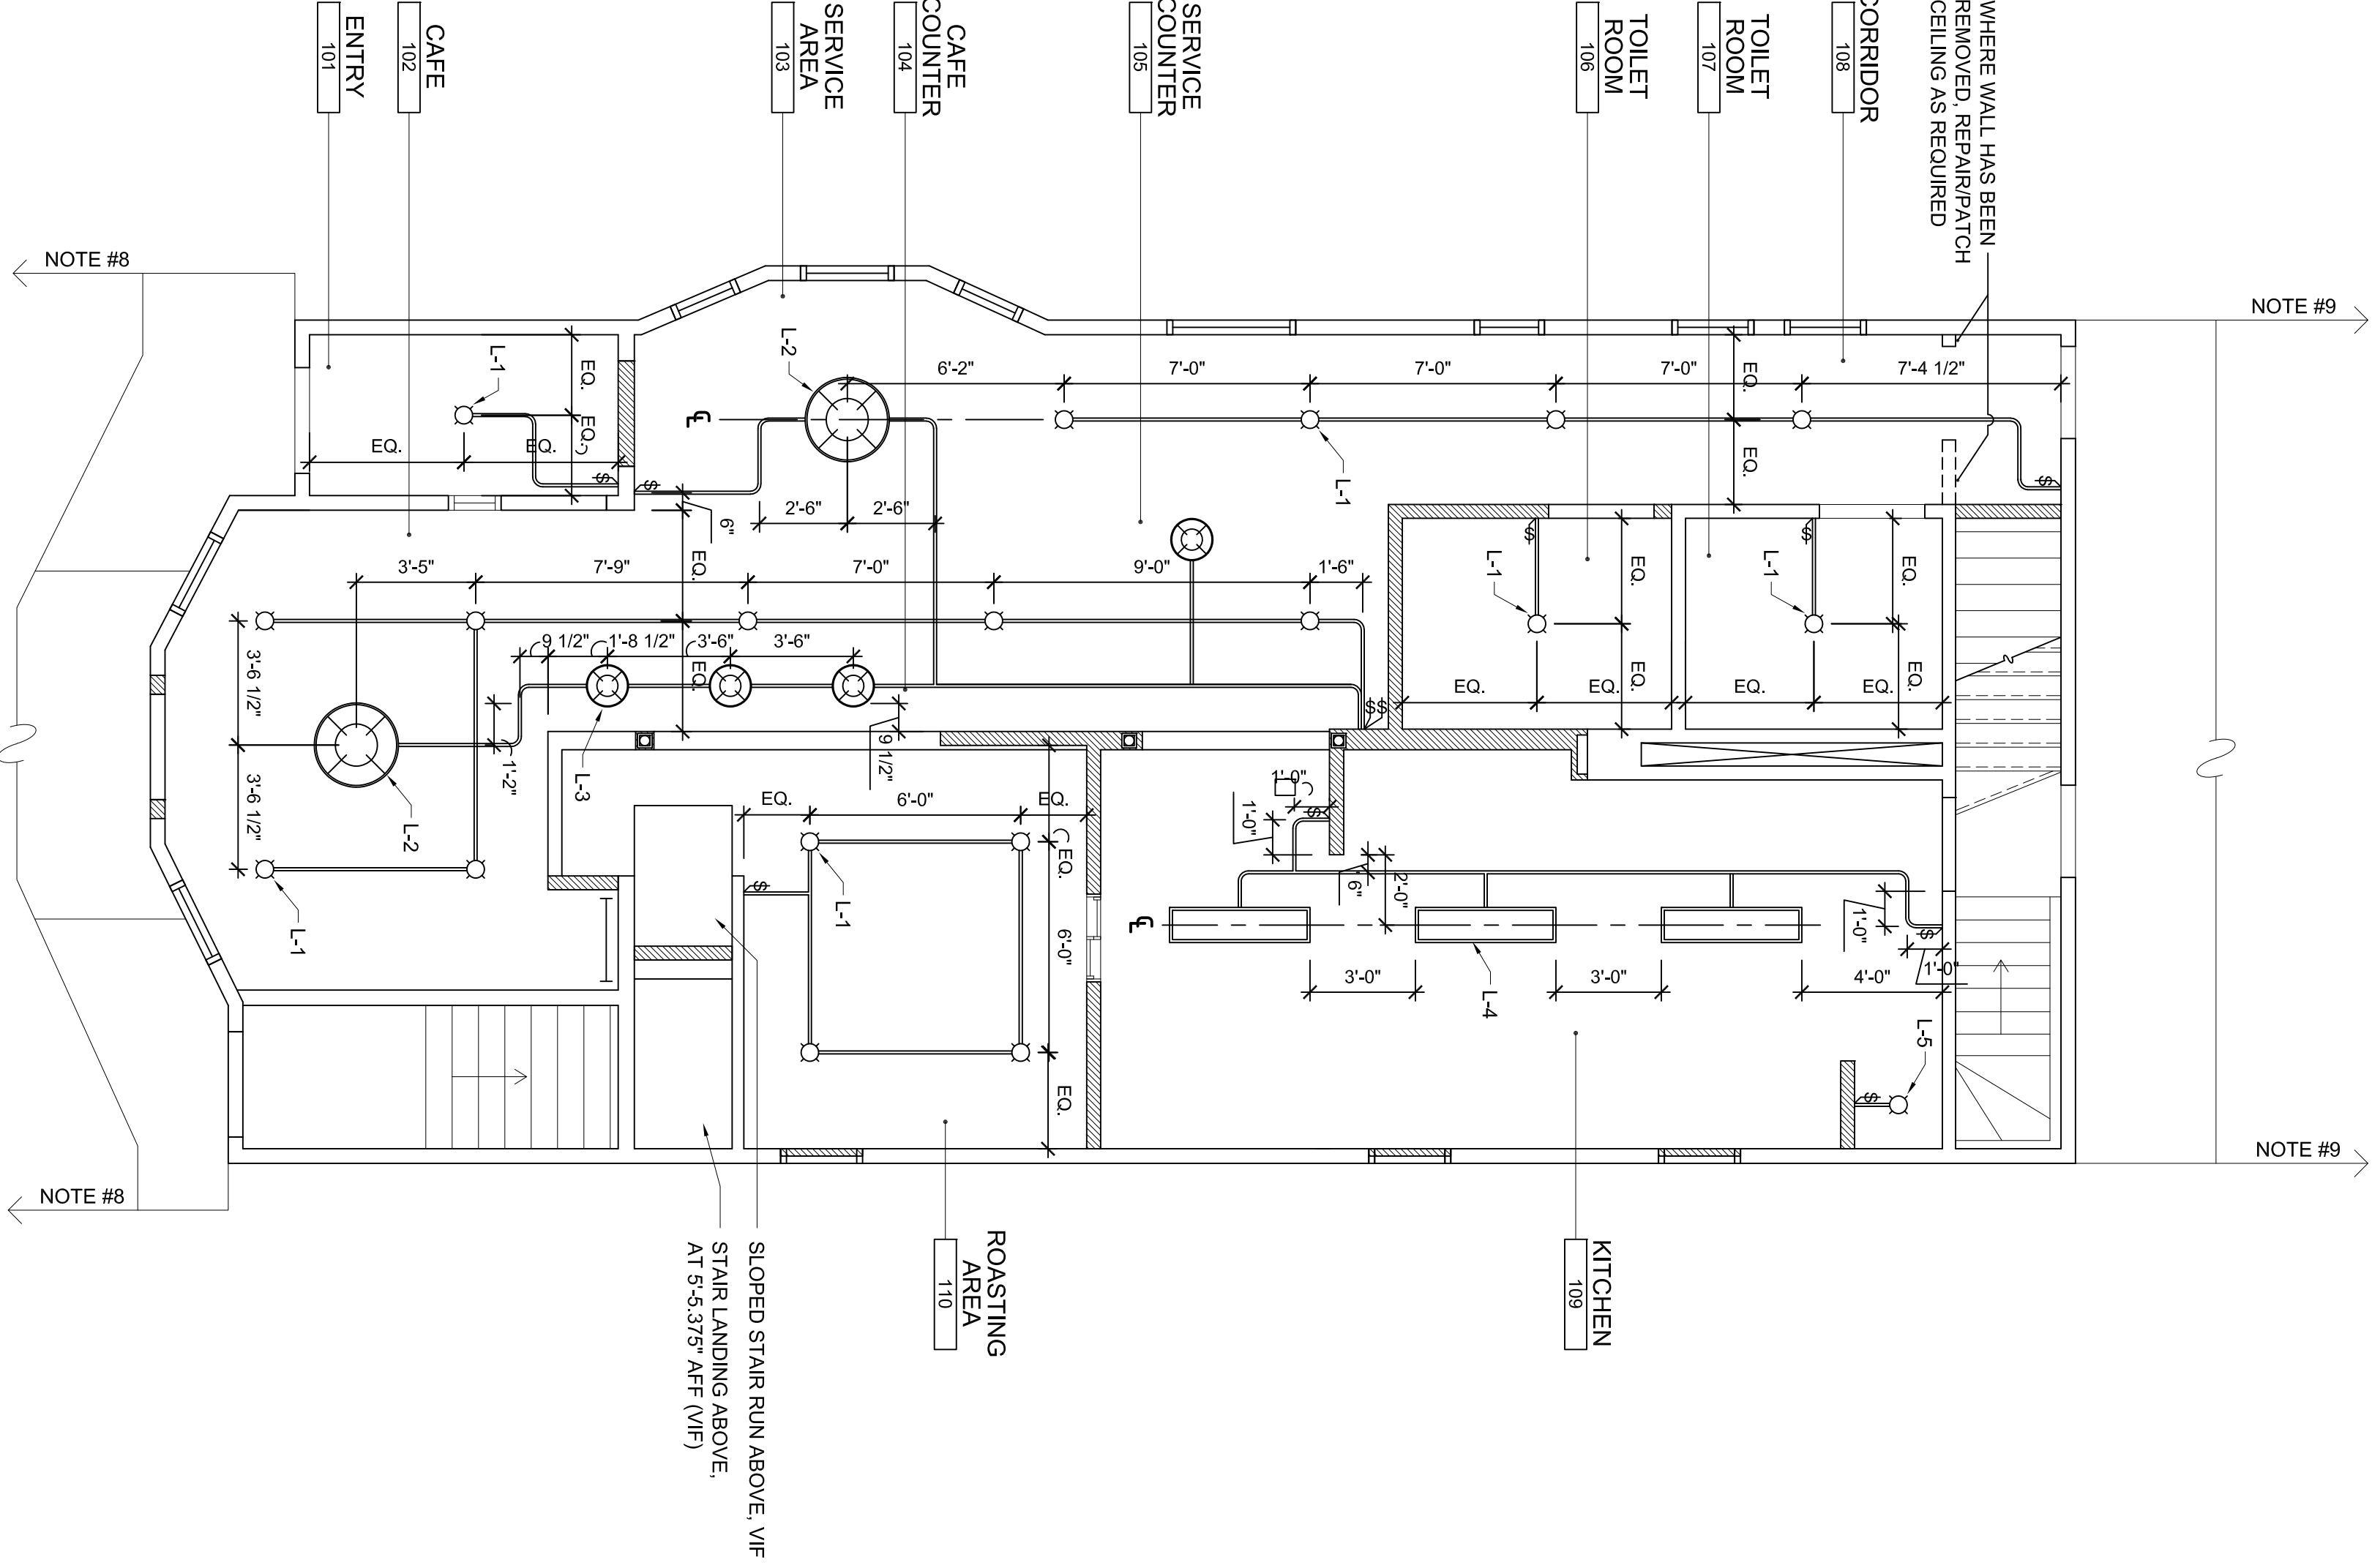 ENTRY
101
CAFE
102
SERVICE
AREA
103
CAFE
COUNTER
104
SERVICE
COUNTER
105
TOILET
ROOM
106
TOILET
ROOM
107
CORRIDOR
108
WHERE WALL HAS BEEN
REMOVED, REPAIR/PATCH
CEILING AS REQUIRED
NOTE #8
NOTE #9
L-1
EQ.
EQ.
EQ.
EQ.
$
$
L-2
6'-2"
7'-0"
7'-0"
7'-0"
7'-4 1/2"
EQ.
EQ.
L-1
$
2'-6"
2'-6"
6"
3'-5"
7'-9"
EQ.
7'-0"
9'-0"
1'-6"
$
L-1
EQ.
EQ.
EQ.
EQ.
$
L-1
EQ.
EQ.
EQ.
EQ.
3'-6 1/2"
3'-6 1/2"
9 1/2"
1'-8 1/2"
3'-6"
3'-6"
EQ.
$$
1'-2"
L-3
9 1/2"
L-2
L-1
EQ.
6'-0"
EQ.
EQ.
6'-0"
EQ.
L-1
$
1'-0"
1'-0"
$
6"
2'-0"
1'-0"
$
1'-0"
3'-0"
3'-0"
4'-0"
L-4
L-5
$
NOTE #8
NOTE #9
SLOPED STAIR RUN ABOVE, VIF
STAIR LANDING ABOVE,
AT 5'-5.375" AFF (VIF)
ROASTING
AREA
110
KITCHEN
109